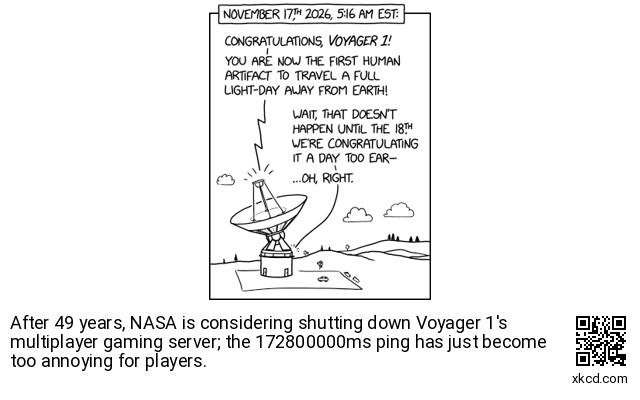 NOVEMBER 17TH, 2026, 5:16 AM EST:
CONGRATULATIONS, VOYAGER 1!
YOU ARE NOW THE FIRST HUMAN
ARTIFACT TO TRAVEL A FULL
LIGHT-DAY AWAY FROM EARTH!
WAIT, THAT DOESN'T
HAPPEN UNTIL THE 18TH.
WE'RE CONGRATULATING
IT A DAY TOO EAR—
...OH, RIGHT.
After 49 years, NASA is considering shutting down Voyager 1's
multiplayer gaming server; the 172800000ms ping has just become
too annoying for players.
xkcd.com